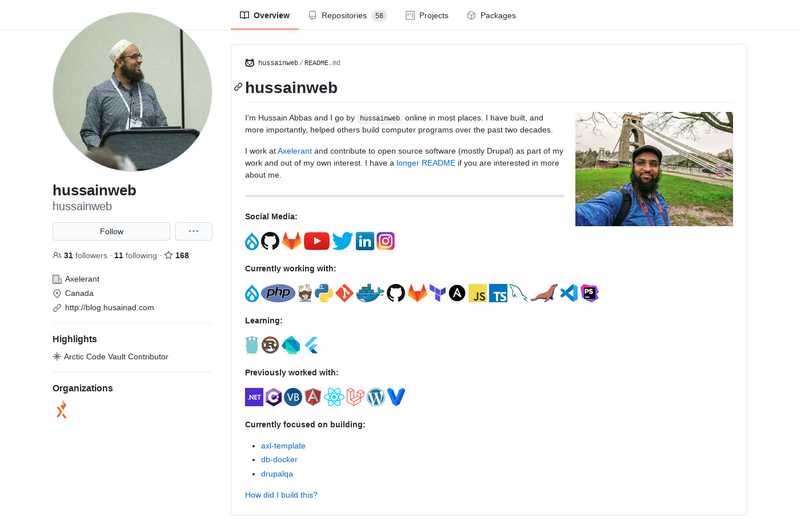 Overview
Repositories 58
Projects
Packages
hussainweb
hussainweb
Follow
31 followers · 11 following · 168
Axelerant
Canada
http://blog.husainad.com
Highlights
Arctic Code Vault Contributor
Organizations
hussainweb / README.md
hussainweb
I'm Hussain Abbas and I go by hussainweb online in most places. I have built, and
more importantly, helped others build computer programs over the past two decades.
I work at Axelerant and contribute to open source software (mostly Drupal) as part of my
work and out of my own interest. I have a longer README if you are interested in more
about me.
Social Media:
in
Currently working with:
php
A JS TS PS
Learning:
Previously worked with:
.NET C# VB A W
Currently focused on building:
axl-template
db-docker
drupalqa
How did I build this?